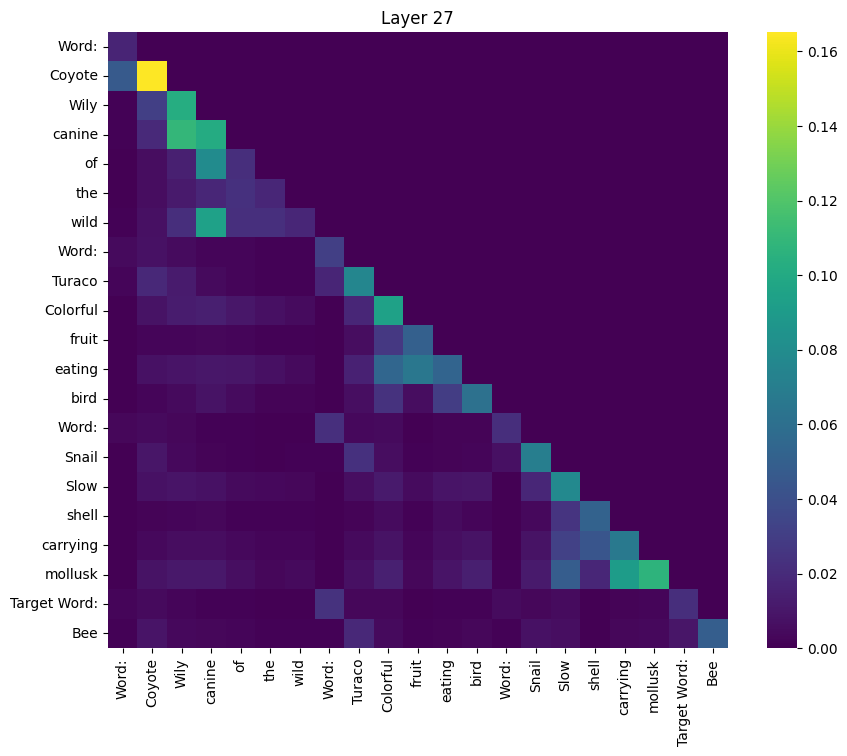 Layer 27
Word:
Coyote
Wily
canine
of
the
wild
Word:
Turaco
Colorful
fruit
eating
bird
Word:
Snail
Slow
shell
carrying
mollusk
Target Word:
Bee
Word:
Coyote
Wily
canine
of
the
wild
Word:
Turaco
Colorful
fruit
eating
bird
Word:
Snail
Slow
shell
carrying
mollusk
Target Word:
Bee
0.16
0.14
0.12
0.10
0.08
0.06
0.04
0.02
0.00